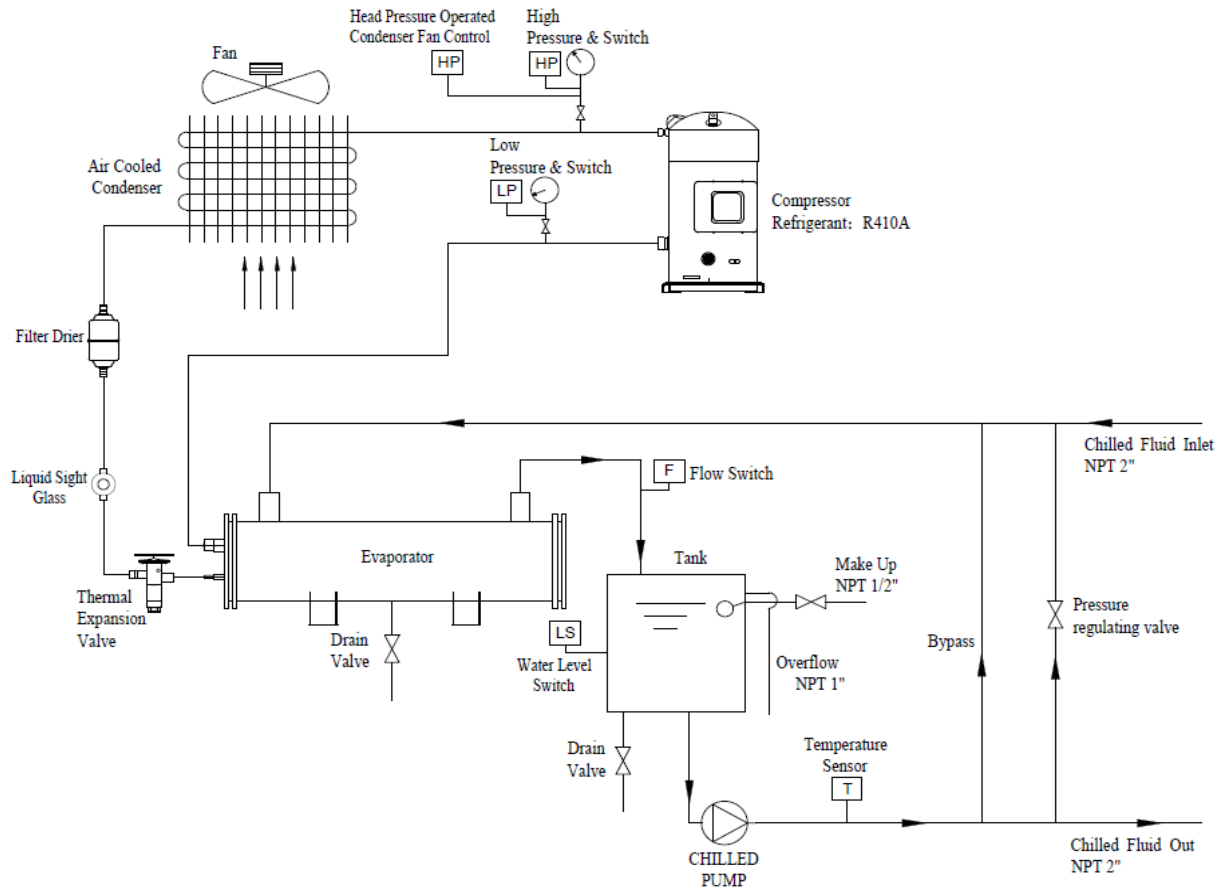 Head Pressure Operated
Condenser Fan Control
High
Pressure & Switch
Fan
HP
HP
Low
Pressure & Switch
LP
Air Cooled
Condenser
Compressor
Refrigerant: R410A
Filter Drier
Liquid Sight
Glass
Chilled Fluid Inlet
NPT 2"
F
Flow Switch
Evaporator
Tank
Make Up
NPT 1/2"
Thermal
Expansion
Valve
Drain
Valve
LS
Water Level
Switch
Overflow
NPT 1"
Bypass
Pressure
regulating valve
Drain
Valve
Temperature
Sensor
T
CHILLED
PUMP
Chilled Fluid Out
NPT 2"